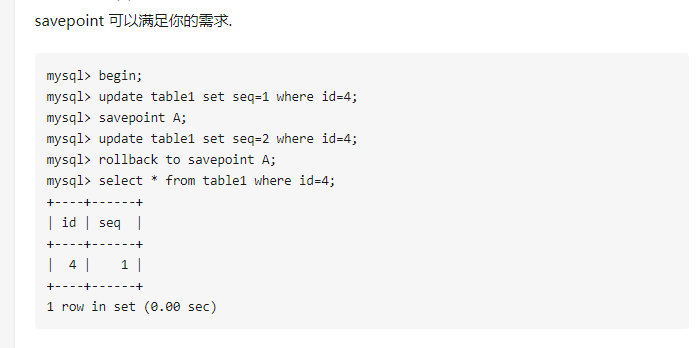 savepoint 可以满足你的需求.
mysql> begin;
mysql> update table1 set seq=1 where id=4;
mysql> savepoint A;
mysql> update table1 set seq=2 where id=4;
mysql> rollback to savepoint A;
mysql> select * from table1 where id=4;
+----+------+
| id | seq  |
+----+------+
|  4 |    1 |
+----+------+
1 row in set (0.00 sec)